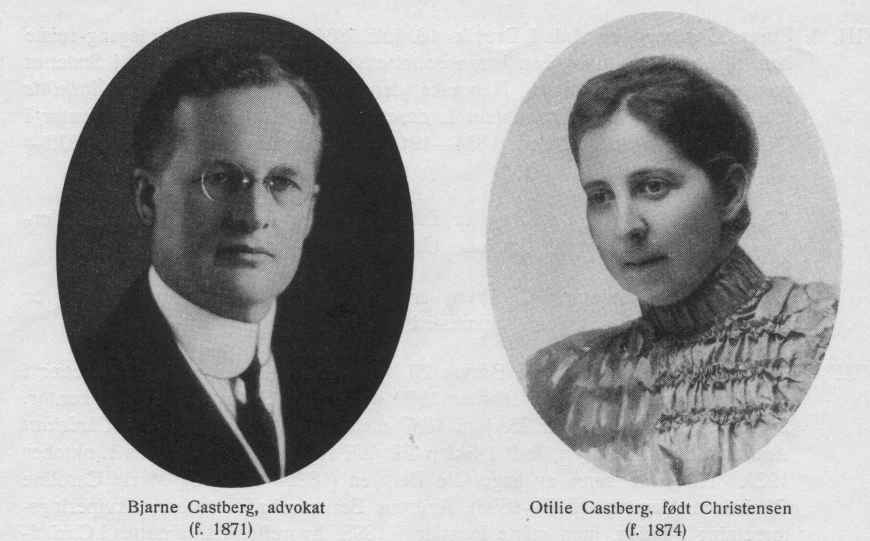 Bjarne Castberg, advokat
(f. 1871)
Otilie Castberg, født Christensen
(f. 1874)